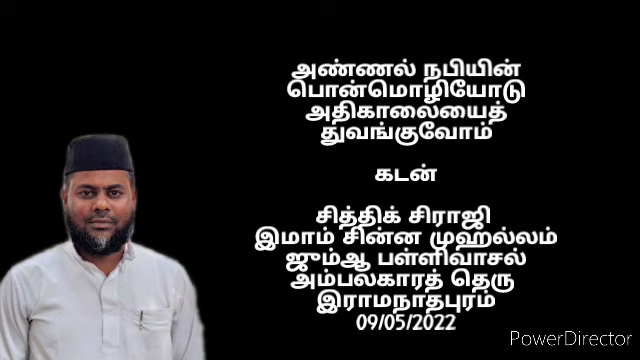 அண்ணல் நபியின்
பொன்மொழியோடு
அதிகாலையைத்
துவங்குவோம்
கடன்
சித்திக் சிராஜி
இமாம் சின்ன முஹல்லம்
ஜும்ஆ பள்ளிவாசல்
அம்பலகாரத் தெரு
இராமநாதபுரம்
09/05/2022
PowerDirector